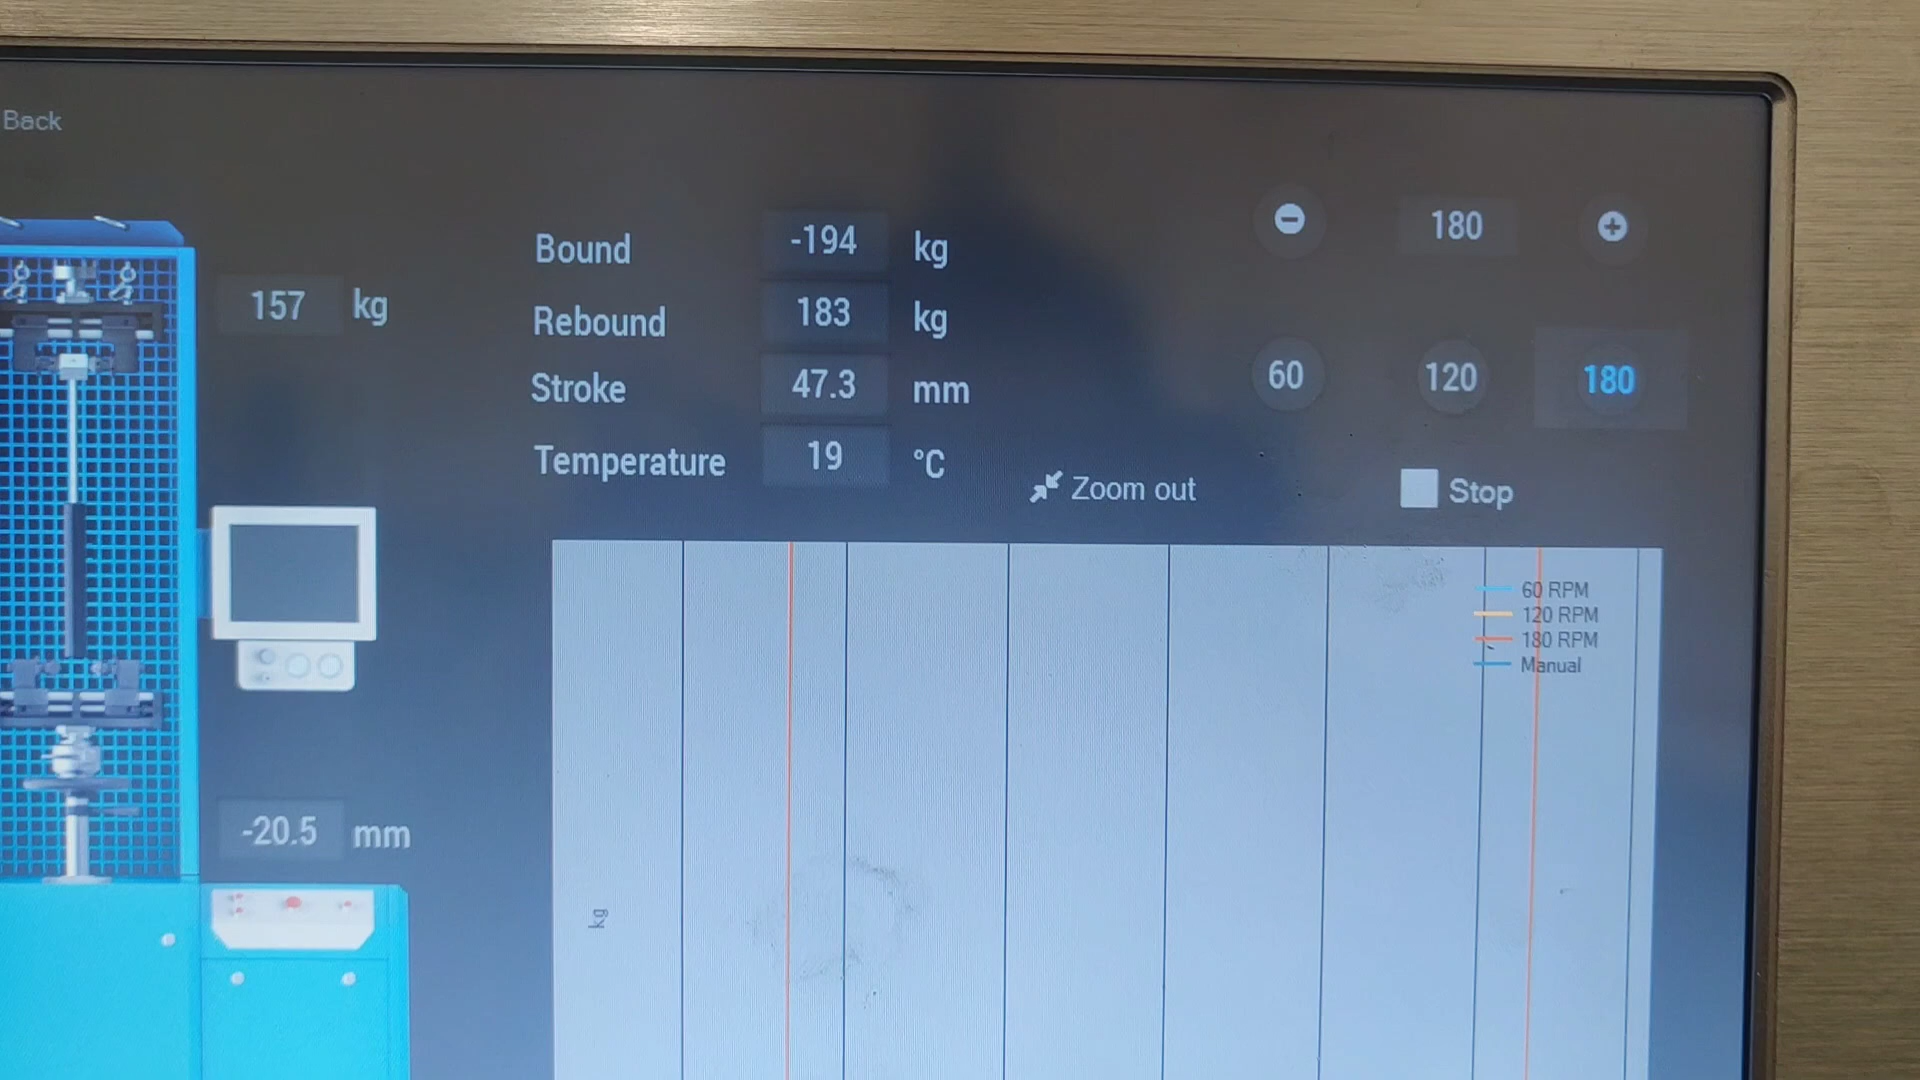 Back
157 kg
-20.5 mm
Bound -194 kg
Rebound 183 kg
Stroke 47.3 mm
Temperature 19 °C
180
60 120 180
Zoom out
Stop
60 RPM
120 RPM
180 RPM
Manual
kg